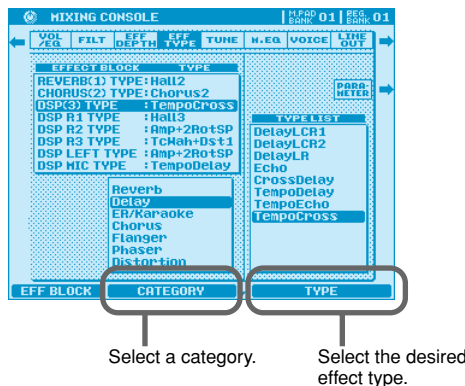 MIXING CONSOLE
M.PAD BANK 01 REG. BANK 01
VOL /EQ FILT EFF DEPTH EFF TYPE TUNE M.EQ VOICE LINE OUT
EFFECT BLOCK TYPE
REVERB(1) TYPE:Hall2
CHORUS(2) TYPE:Chorus2
DSP(3) TYPE :TempoCross
DSP R1 TYPE :Hall3
DSP R2 TYPE :Amp+2RotSP
DSP R3 TYPE :TcWah+Dst1
DSP LEFT TYPE :Amp+2RotSP
DSP MIC TYPE :TempoDelay
PARA-
METER
TYPE LIST
DelayLCR1
DelayLCR2
DelayLR
Echo
CrossDelay
TempoDelay
TempoEcho
TempoCross
Reverb
Delay
ER/Karaoke
Chorus
Flanger
Phaser
Distortion
EFF BLOCK CATEGORY TYPE
Select a category.
Select the desired
effect type.